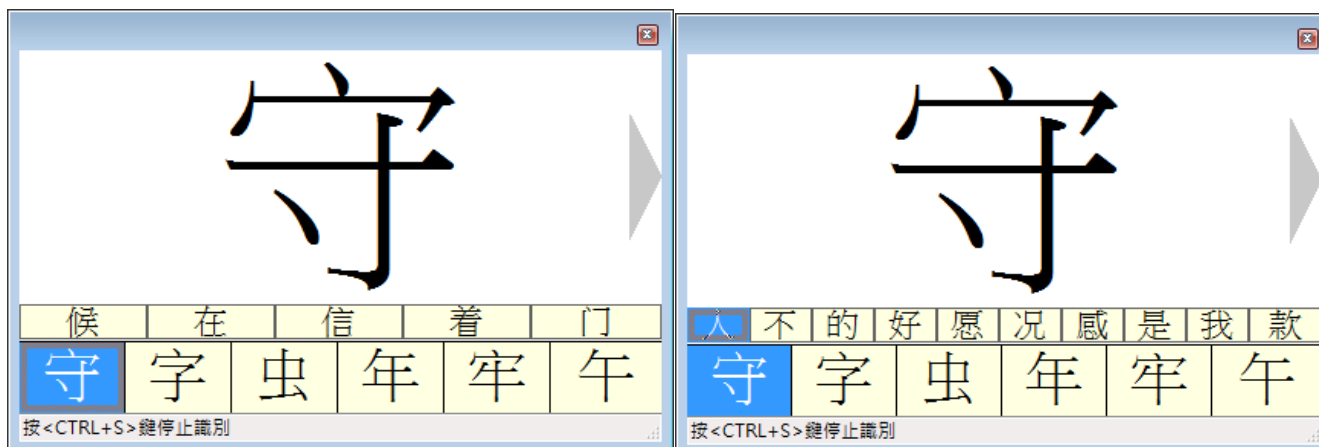 守
候 在 信 着 门
守 字 虫 年 牢 午
按<CTRL+S>鍵停止識別
守
人 不 的 好 愿 况 感 是 我 款
守 字 虫 年 牢 午
按<CTRL+S>鍵停止識別